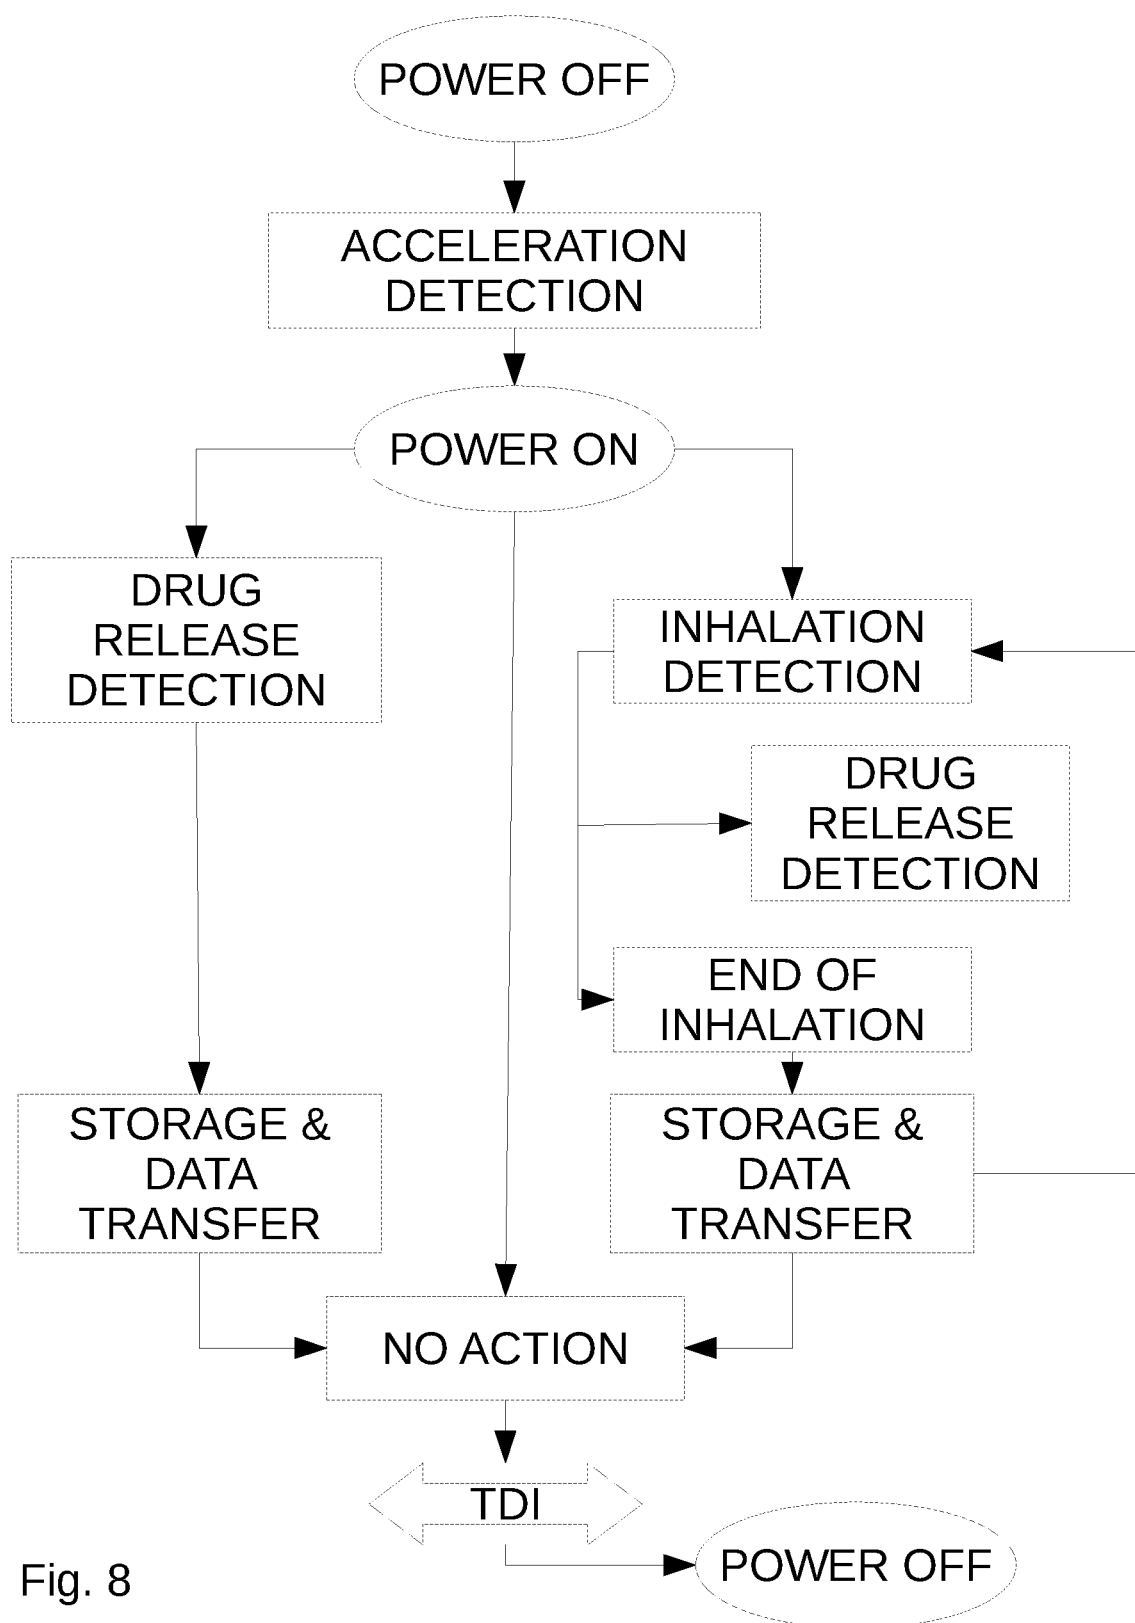 POWER OFF
ACCELERATION
DETECTION
POWER ON
DRUG
RELEASE
DETECTION
INHALATION
DETECTION
DRUG
RELEASE
DETECTION
END OF
INHALATION
STORAGE &
DATA
TRANSFER
STORAGE &
DATA
TRANSFER
NO ACTION
TDI
POWER OFF
Fig. 8